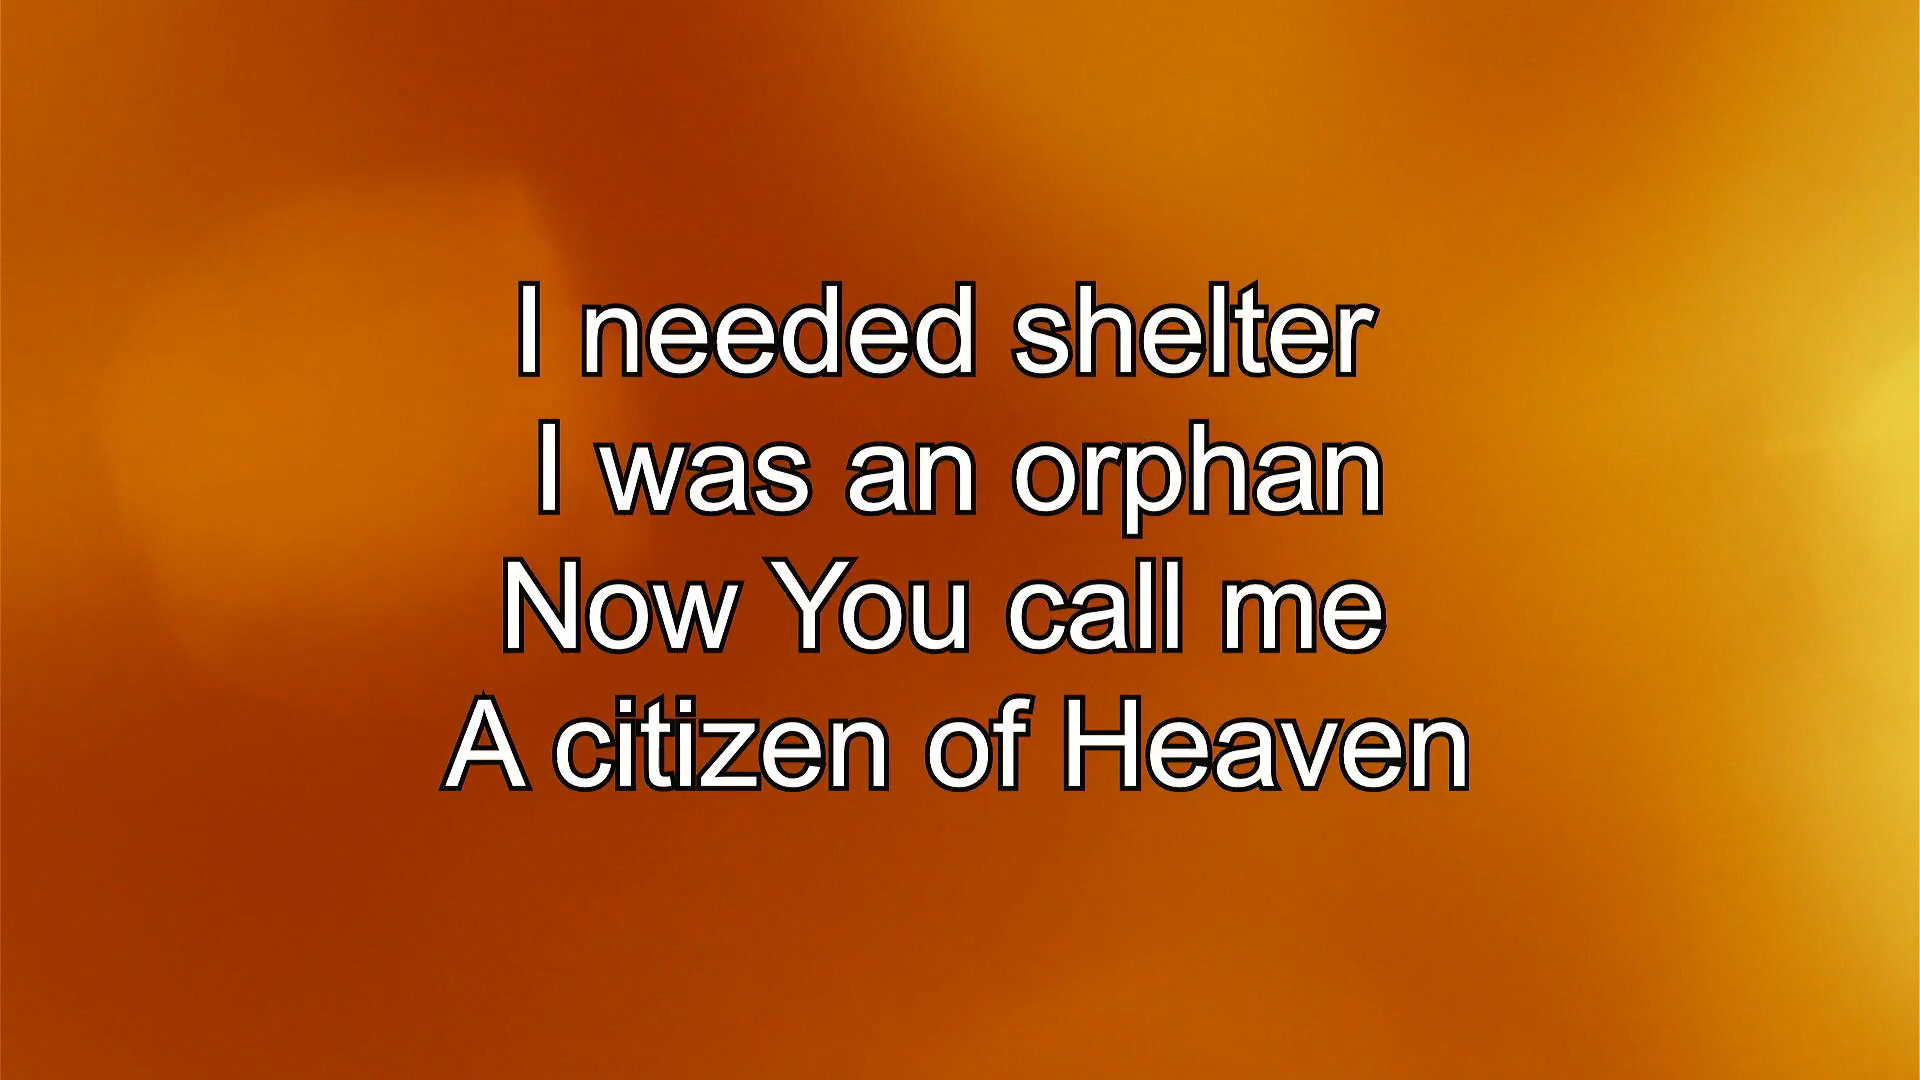 I needed shelter
I was an orphan
Now You call me
A citizen of Heaven